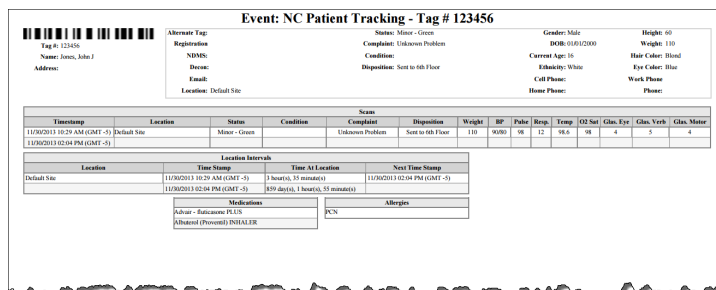 Event: NC Patient Tracking - Tag # 123456
Tag #: 123456
Name: Jones, John J
Address:
Alternate Tag:
Registration
NDMS:
Decon:
Email:
Location: Default Site
Status: Minor - Green
Complaint: Unknown Problem
Condition:
Disposition: Sent to 6th Floor
Gender: Male
DOB: 01/01/2000
Current Age: 16
Ethnicity: White
Cell Phone:
Home Phone:
Height: 60
Weight: 110
Hair Color: Blond
Eye Color: Blue
Work Phone
Phone:
Scans
Timestamp Location Status Condition Complaint Disposition Weight BP Pulse Resp. Temp O2 Sat Glas. Eye Glas. Verb Glas. Motor
11/30/2013 10:29 AM (GMT -5) Default Site Minor - Green Unknown Problem Sent to 6th Floor 110 90/80 98 12 98.6 98 4 5 4
11/30/2013 02:04 PM (GMT -5)
Location Intervals
Location Time Stamp Time At Location Next Time Stamp
Default Site 11/30/2013 10:29 AM (GMT -5) 3 hour(s), 35 minute(s) 11/30/2013 02:04 PM (GMT -5)
11/30/2013 02:04 PM (GMT -5) 859 day(s), 1 hour(s), 55 minute(s)
Medications
Advair - fluticasone PLUS
Albuterol (Proventil) INHALER
Allergies
PCN